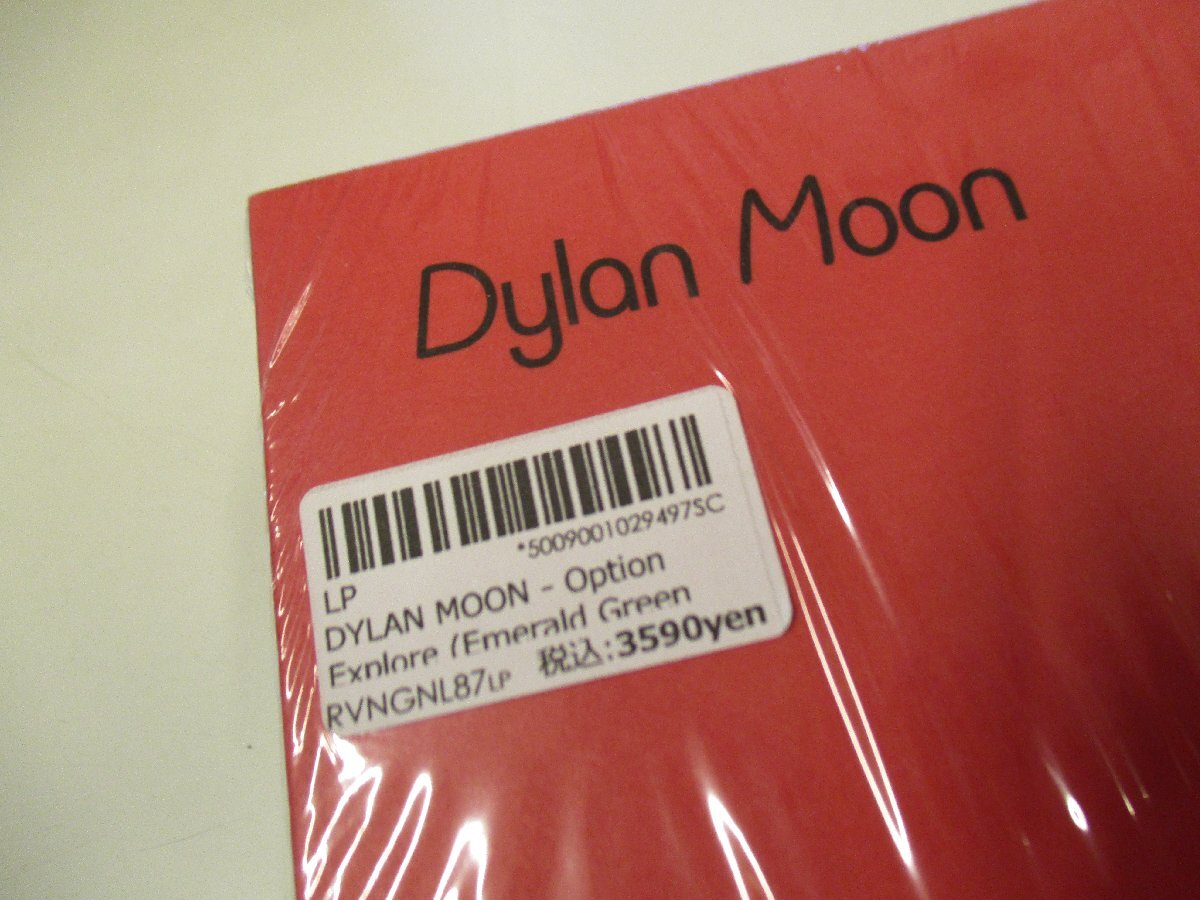 Dylan Moon
*5009001029497SC
LP
DYLAN MOON - Option
Explore (Emerald Green
税込:3590yen
RVNGNL87LP